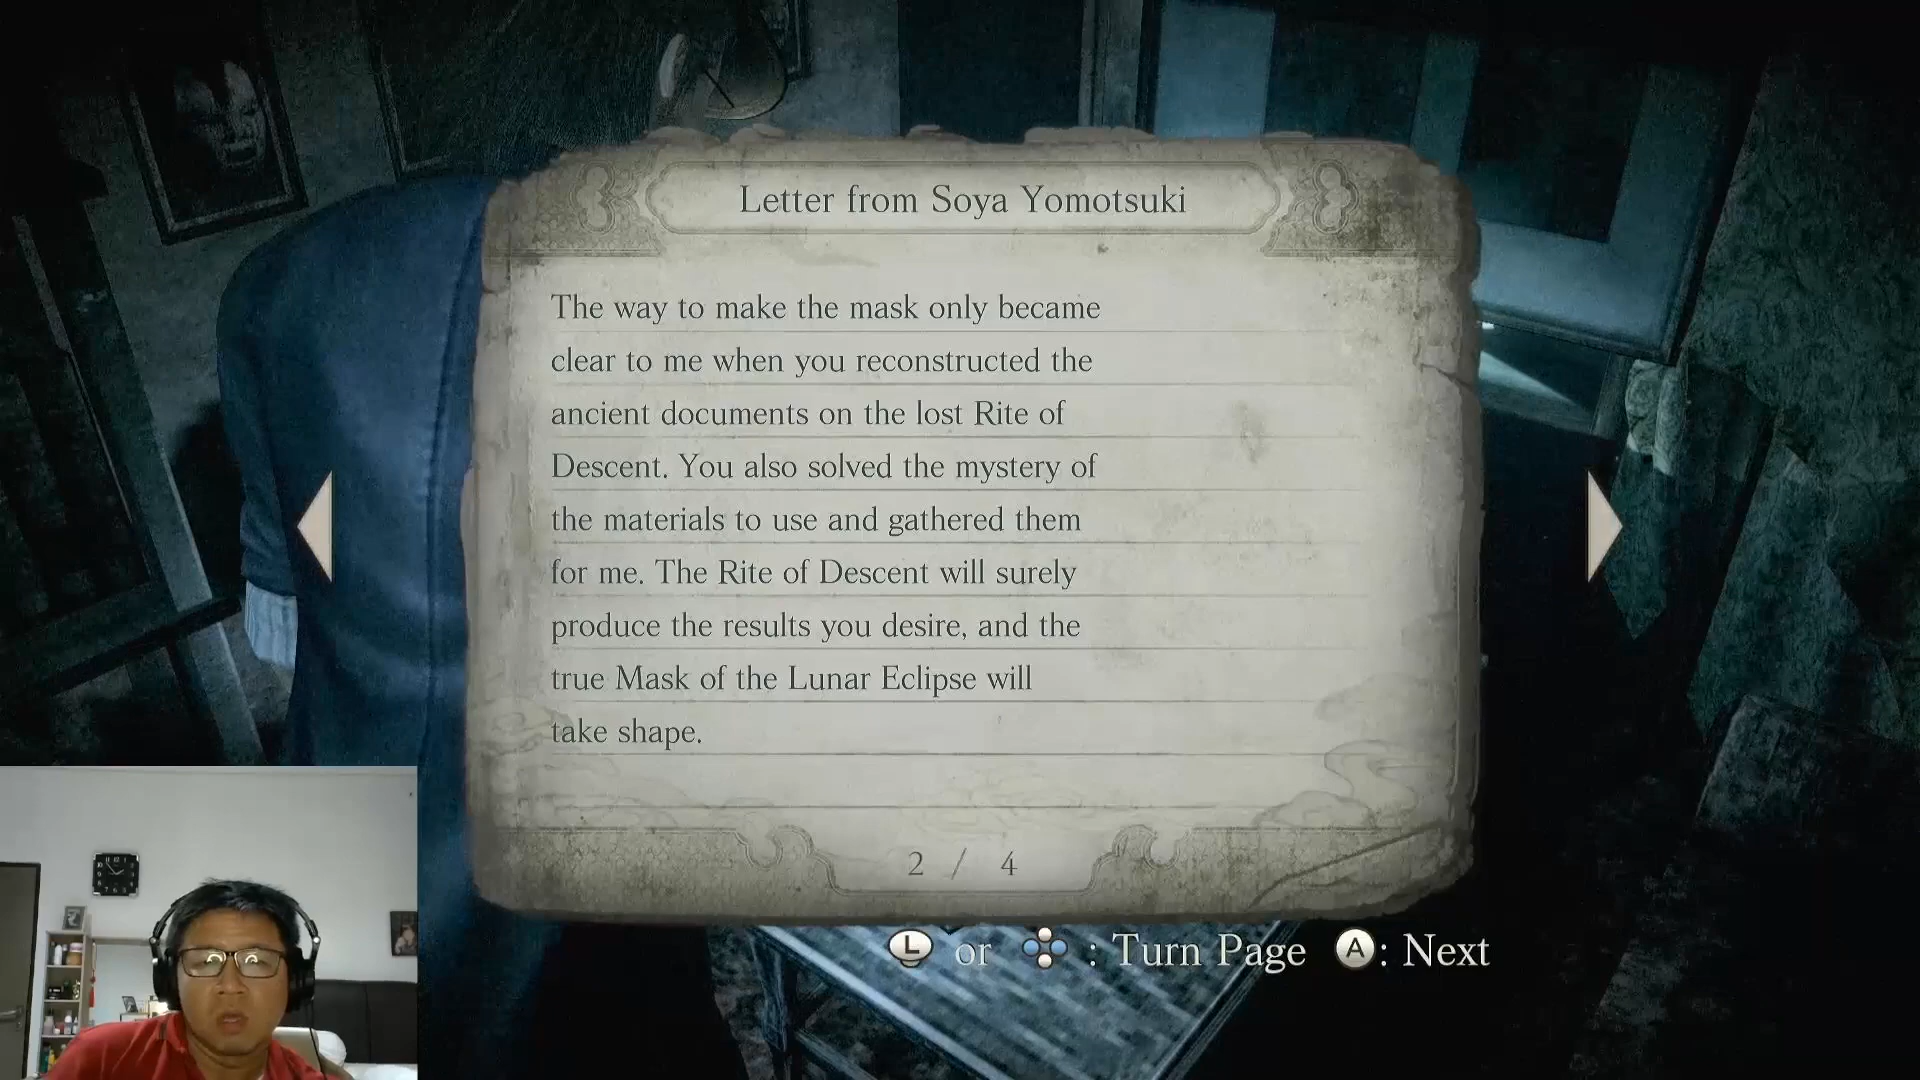 Letter from Soya Yomotsuki
The way to make the mask only became
clear to me when you reconstructed the
ancient documents on the lost Rite of
Descent. You also solved the mystery of
the materials to use and gathered them
for me. The Rite of Descent will surely
produce the results you desire, and the
true Mask of the Lunar Eclipse will
take shape.
2 / 4
L or : Turn Page A: Next